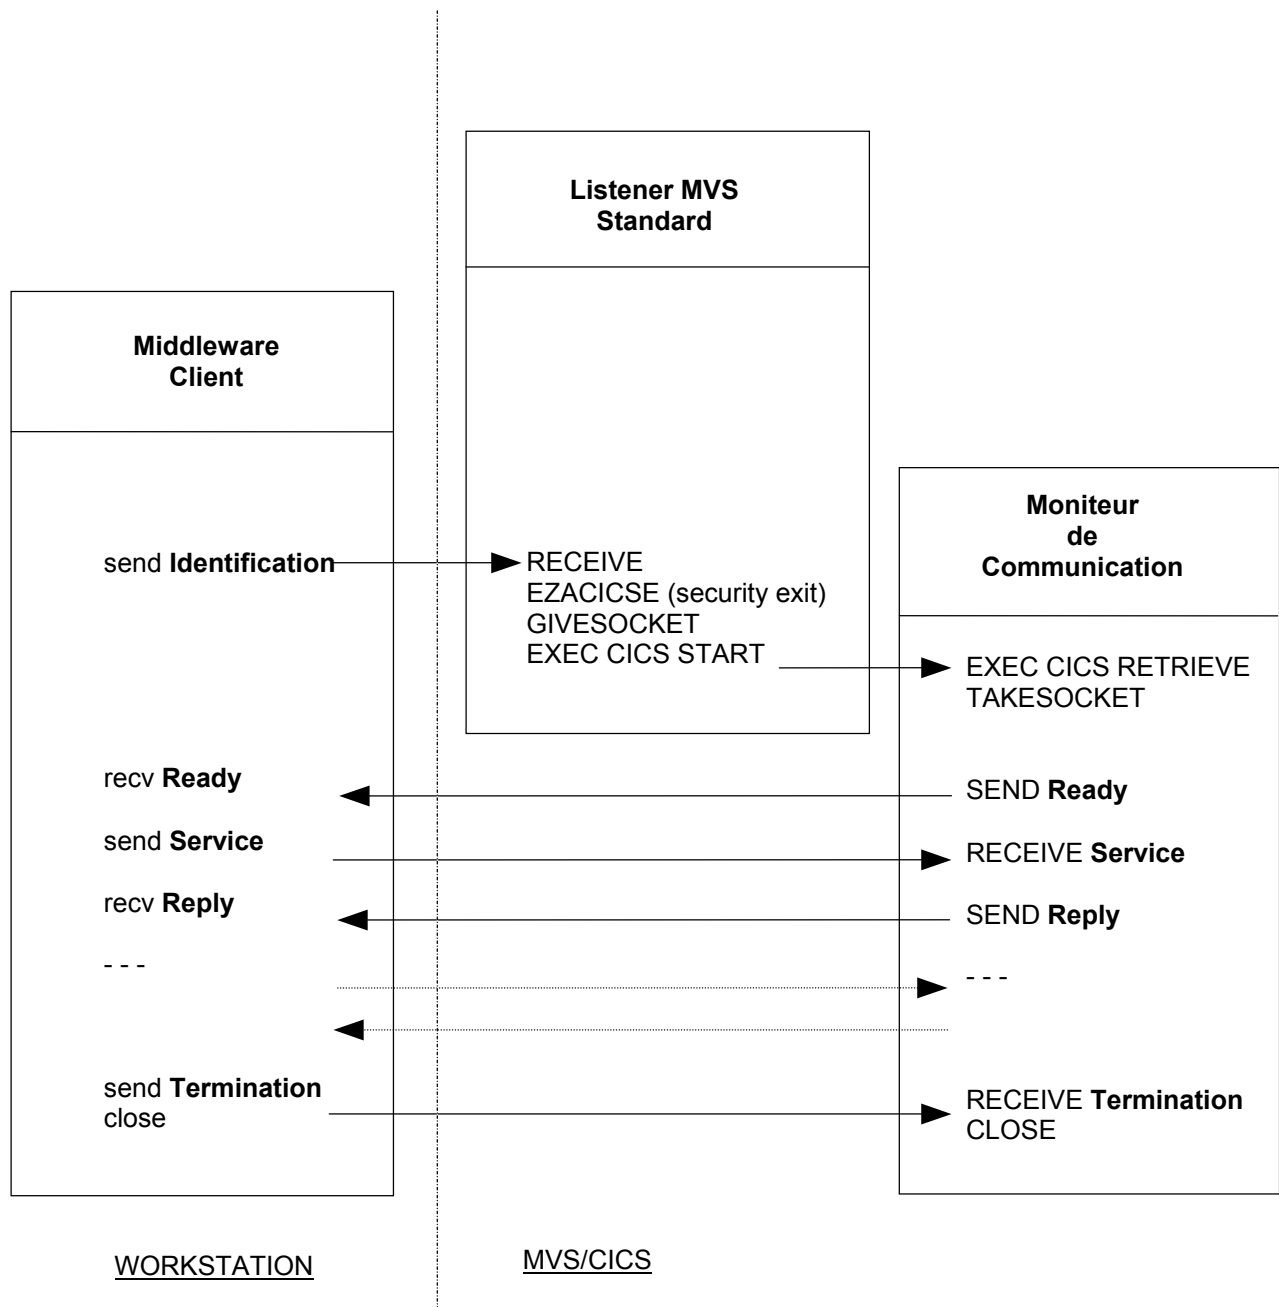 Listener MVS
Standard
Middleware
Client
Moniteur
de
Communication
send Identification
RECEIVE
EZACICSE (security exit)
GIVESOCKET
EXEC CICS START
EXEC CICS RETRIEVE
TAKESOCKET
recv Ready
SEND Ready
send Service
RECEIVE Service
recv Reply
SEND Reply
- - -
- - -
send Termination
close
RECEIVE Termination
CLOSE
WORKSTATION
MVS/CICS